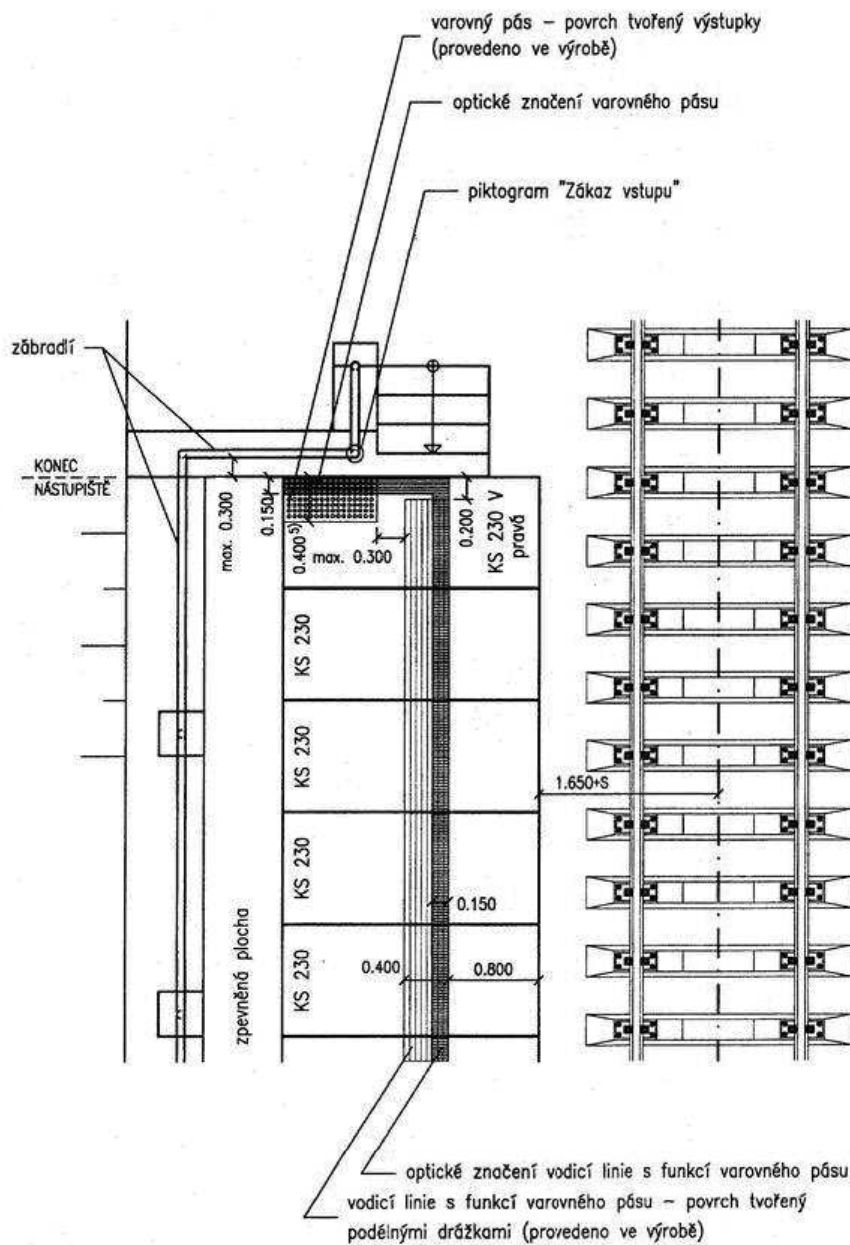 varovný pás – povrch tvořený výstupky
(provedeno ve výrobě)
optické značení varovného pásu
piktogram "Zákaz vstupu"
zábradlí
KONEC
NÁSTUPIŠTĚ
max. 0.300
0.150
0.400⁵⁾
max. 0.300
0.200
KS 230 V
pravá
KS 230
KS 230
KS 230
KS 230
1.650+S
0.150
0.400
0.800
zpevněná plocha
optické značení vodicí linie s funkcí varovného pásu
vodicí linie s funkcí varovného pásu – povrch tvořený
podélnými drážkami (provedeno ve výrobě)